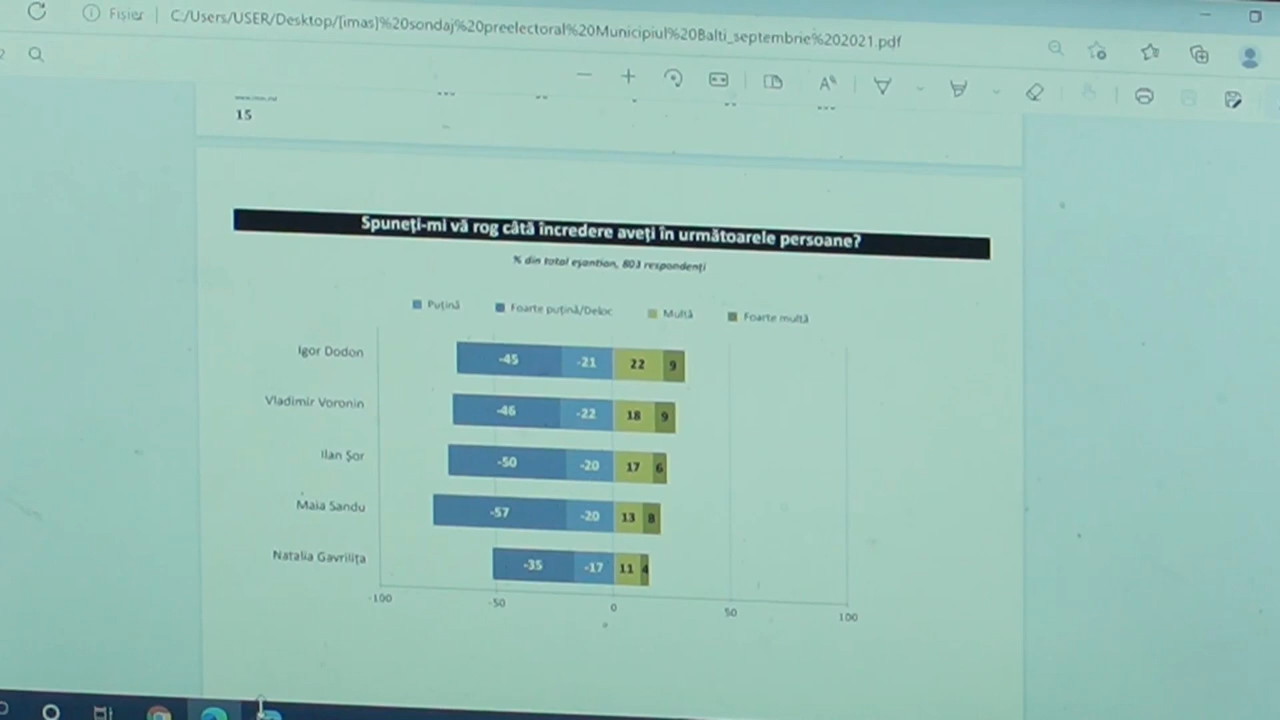 Fișier | C:/Users/USER/Desktop/[imas]%20sondaj%20preelectoral%20Municipiul%20Balti_septembrie%202021.pdf
15
Spuneți-mi vă rog câtă încredere aveți în următoarele persoane?
% din total eșantion, 803 respondenți
Puțină Foarte puțină/Deloc Multă Foarte multă
Igor Dodon -45 -21 22 9
Vladimir Voronin -46 -22 18 9
Ilan Șor -50 -20 17 6
Maia Sandu -57 -20 13 8
Natalia Gavrilița -35 -17 11 4
-100 -50 0 50 100